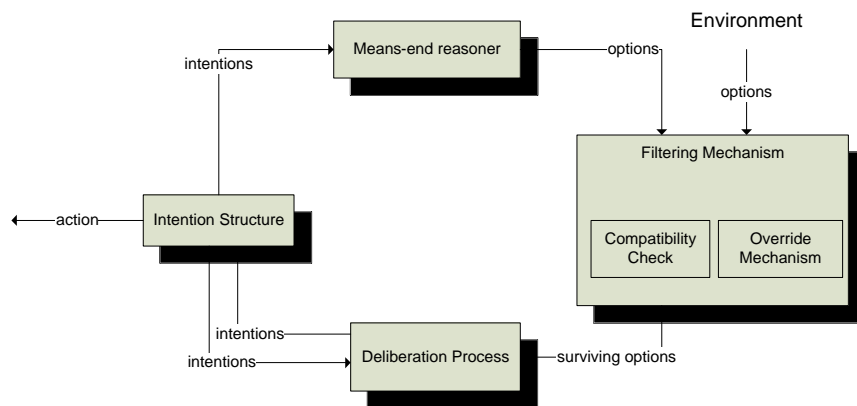 Environment
Means-end reasoner
options
intentions
options
Filtering Mechanism
action
Intention Structure
Compatibility
Check
Override
Mechanism
intentions
intentions
Deliberation Process
surviving options